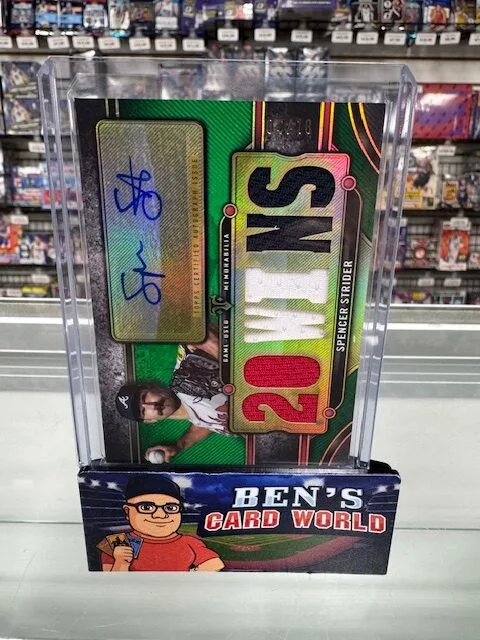 TOPPS CERTIFIED AUTOGRAPH ISSUE
GAME-USED MEMORABILIA
20 WINS
SPENCER STRIDER
BEN'S
CARD WORLD